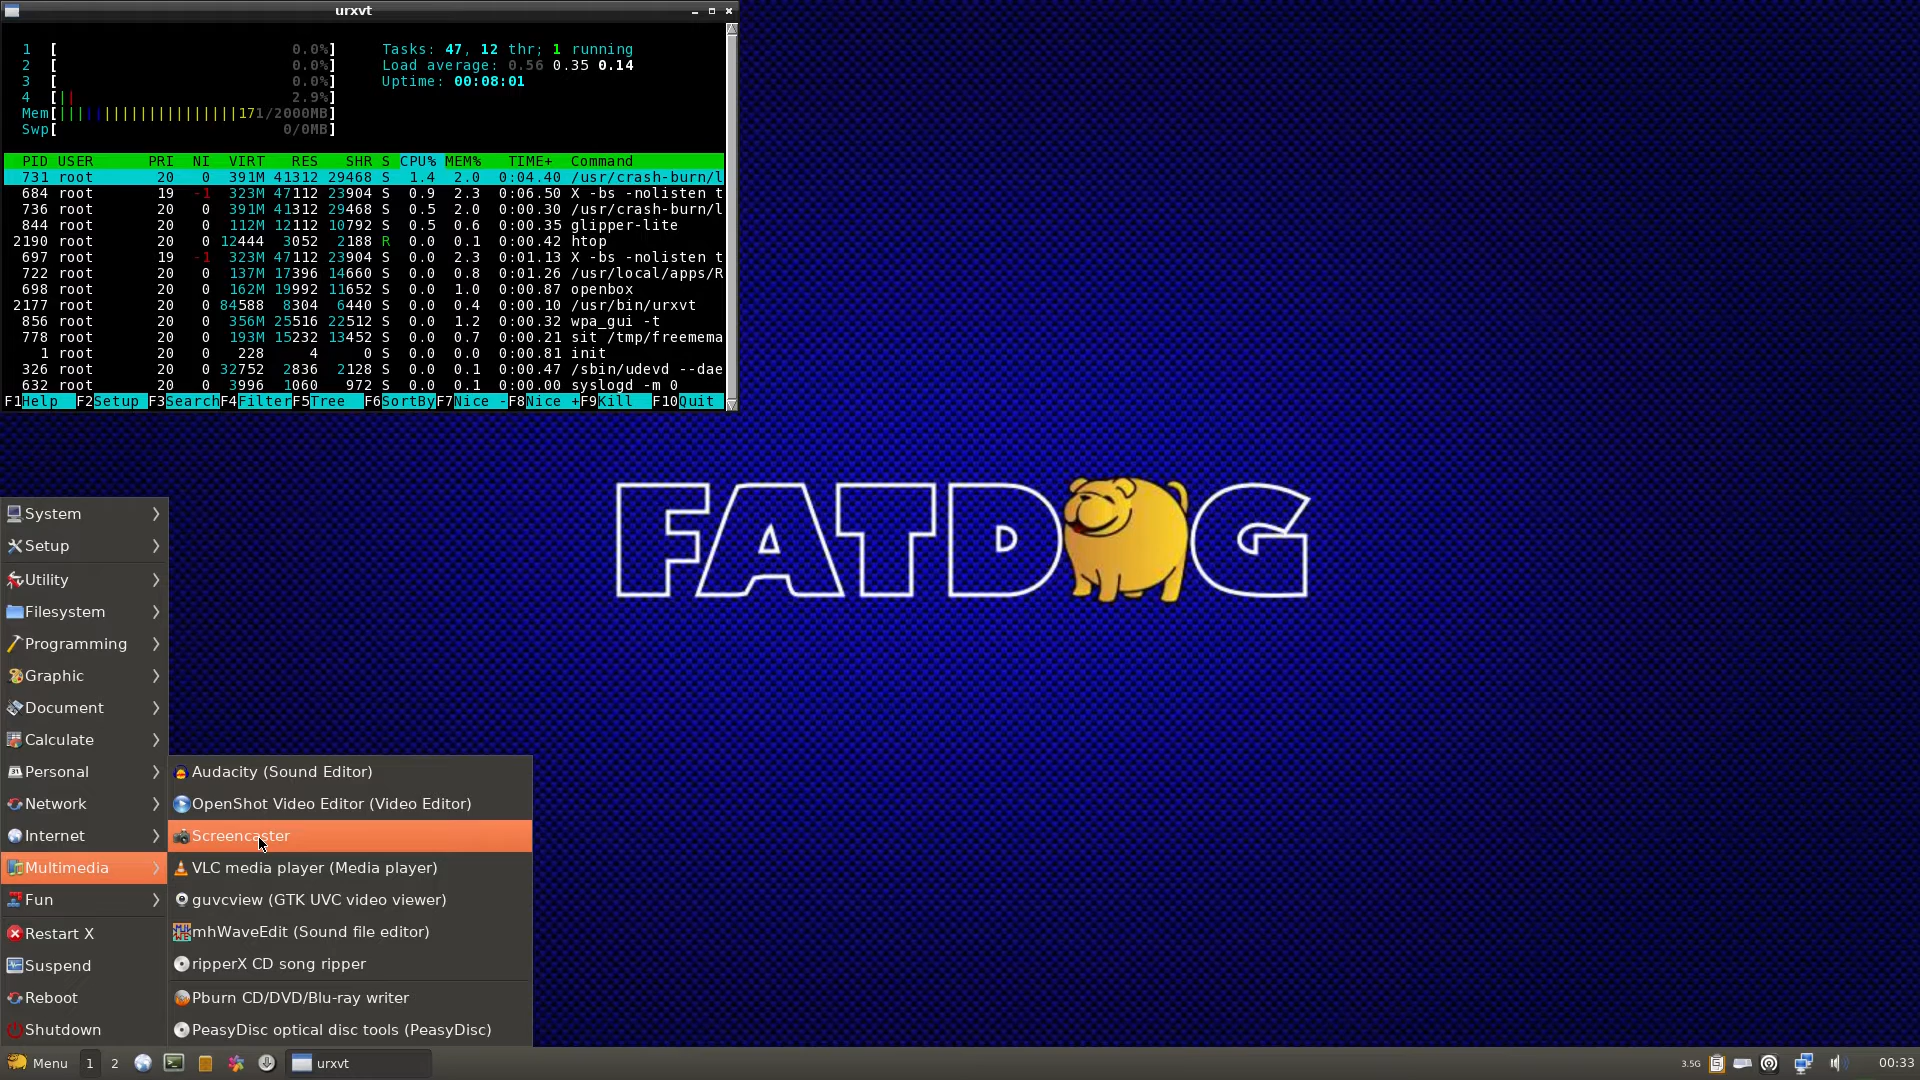 urxvt
1 [ 0.0%] Tasks: 47, 12 thr; 1 running
2 [ 0.0%] Load average: 0.56 0.35 0.14
3 [ 0.0%] Uptime: 00:08:01
4 [|| 2.9%]
Mem[||||||||||||||||||||171/2000MB]
Swp[ 0/0MB]
PID USER PRI NI VIRT RES SHR S CPU% MEM% TIME+ Command
731 root 20 0 391M 41312 29468 S 1.4 2.0 0:04.40 /usr/crash-burn/l
684 root 19 -1 323M 47112 23904 S 0.9 2.3 0:06.50 X -bs -nolisten t
736 root 20 0 391M 41312 29468 S 0.5 2.0 0:00.30 /usr/crash-burn/l
844 root 20 0 112M 12112 10792 S 0.5 0.6 0:00.35 glipper-lite
2190 root 20 0 12444 3052 2188 R 0.0 0.1 0:00.42 htop
697 root 19 -1 323M 47112 23904 S 0.0 2.3 0:01.13 X -bs -nolisten t
722 root 20 0 137M 17396 14660 S 0.0 0.8 0:01.26 /usr/local/apps/R
698 root 20 0 162M 19992 11652 S 0.0 1.0 0:00.87 openbox
2177 root 20 0 84588 8304 6440 S 0.0 0.4 0:00.10 /usr/bin/urxvt
856 root 20 0 356M 25516 22512 S 0.0 1.2 0:00.32 wpa_gui -t
778 root 20 0 193M 15232 13452 S 0.0 0.7 0:00.21 sit /tmp/freemema
1 root 20 0 228 4 0 S 0.0 0.0 0:00.81 init
326 root 20 0 32752 2836 2128 S 0.0 0.1 0:00.47 /sbin/udevd --dae
632 root 20 0 3996 1060 972 S 0.0 0.1 0:00.00 syslogd -m 0
F1Help F2Setup F3SearchF4FilterF5Tree F6SortByF7Nice -F8Nice +F9Kill F10Quit
FATDOG
System
Setup
Utility
Filesystem
Programming
Graphic
Document
Calculate
Personal
Network
Internet
Multimedia
Fun
Restart X
Suspend
Reboot
Shutdown
Audacity (Sound Editor)
OpenShot Video Editor (Video Editor)
Screencaster
VLC media player (Media player)
guvcview (GTK UVC video viewer)
mhWaveEdit (Sound file editor)
ripperX CD song ripper
Pburn CD/DVD/Blu-ray writer
PeasyDisc optical disc tools (PeasyDisc)
Menu 1 2 urxvt 3.5G 00:33